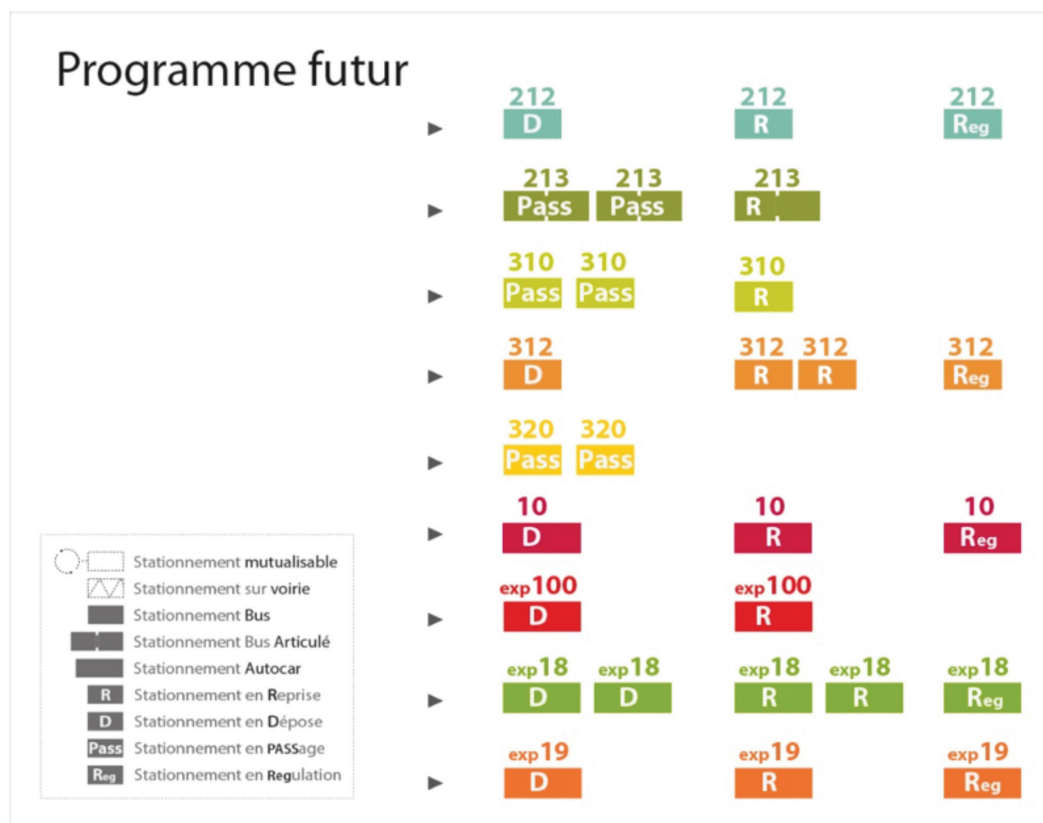 Programme futur
212 212 212
D R Reg
213 213 213
Pass Pass R
310 310 310
Pass Pass R
312 312 312 312
D R R Reg
320 320
Pass Pass
10 10 10
D R Reg
exp100 exp100
D R
exp18 exp18 exp18 exp18 exp18
D D R R Reg
exp19 exp19 exp19
D R Reg
Stationnement mutualisable
Stationnement sur voirie
Stationnement Bus
Stationnement Bus Articulé
Stationnement Autocar
R Stationnement en Reprise
D Stationnement en Dépose
Pass Stationnement en PASSage
Reg Stationnement en Regulation